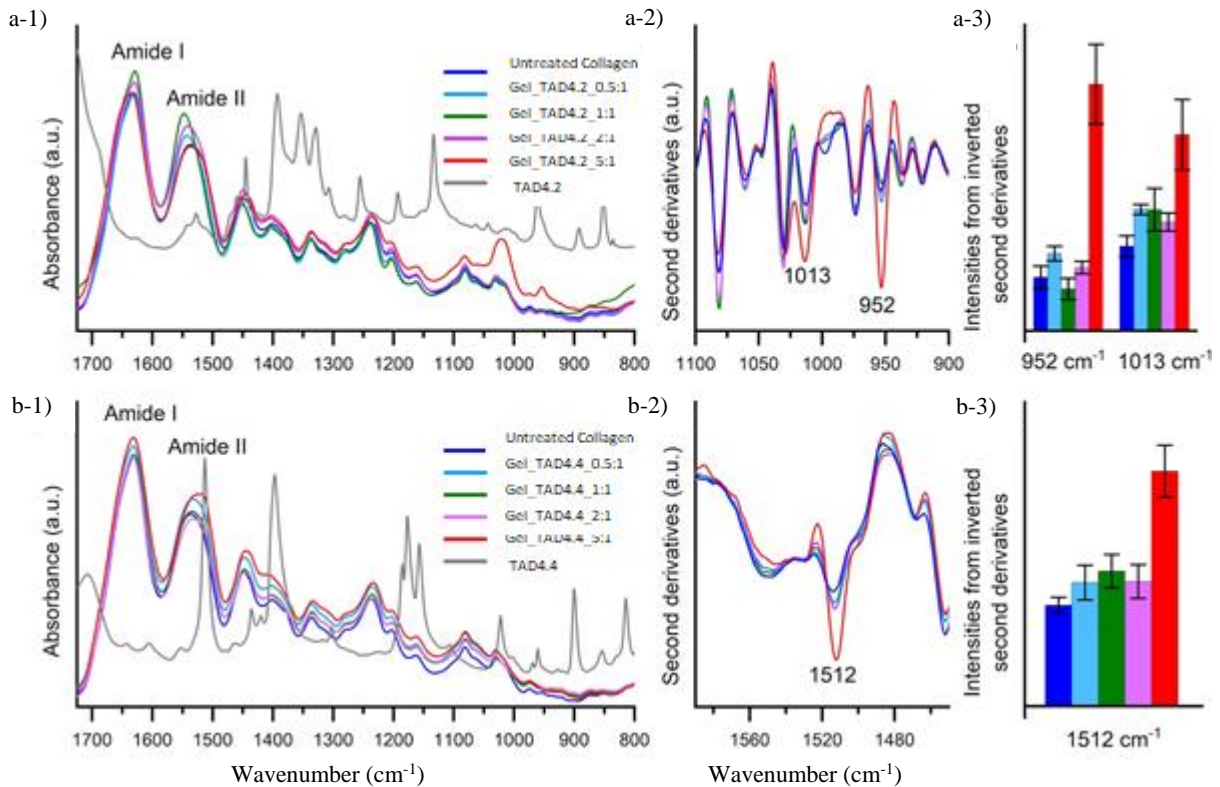 a-1)
a-2)
a-3)
Amide I
Amide II
Untreated Collagen
Gel_TAD4.2_0.5:1
Gel_TAD4.2_1:1
Gel_TAD4.2_2:1
Gel_TAD4.2_5:1
TAD4.2
Absorbance (a.u.)
1700 1600 1500 1400 1300 1200 1100 1000 900 800
Second derivatives (a.u.)
1013
952
1100 1050 1000 950 900
Intensities from inverted
second derivatives
952 cm-1 1013 cm-1
b-1)
b-2)
b-3)
Amide I
Amide II
Untreated Collagen
Gel_TAD4.4_0.5:1
Gel_TAD4.4_1:1
Gel_TAD4.4_2:1
Gel_TAD4.4_5:1
TAD4.4
Absorbance (a.u.)
1700 1600 1500 1400 1300 1200 1100 1000 900 800
Wavenumber (cm-1)
Second derivatives (a.u.)
1512
1560 1520 1480
Wavenumber (cm-1)
Intensities from inverted
second derivatives
1512 cm-1